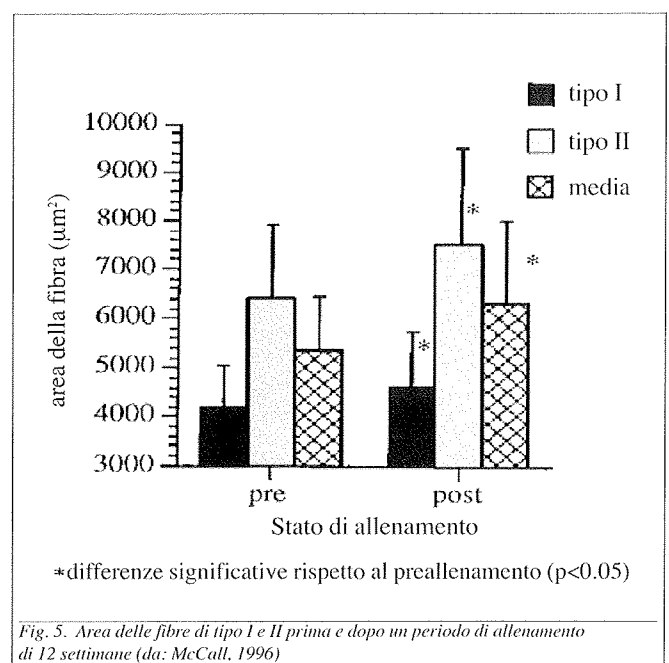 tipo I
tipo II
media
area della fibra (μm²)
10000
9000
8000
7000
6000
5000
4000
3000
*
*
*
pre
post
Stato di allenamento
*differenze significative rispetto al preallenamento (p<0.05)
Fig. 5. Area delle fibre di tipo I e II prima e dopo un periodo di allenamento
di 12 settimane (da: McCall, 1996)